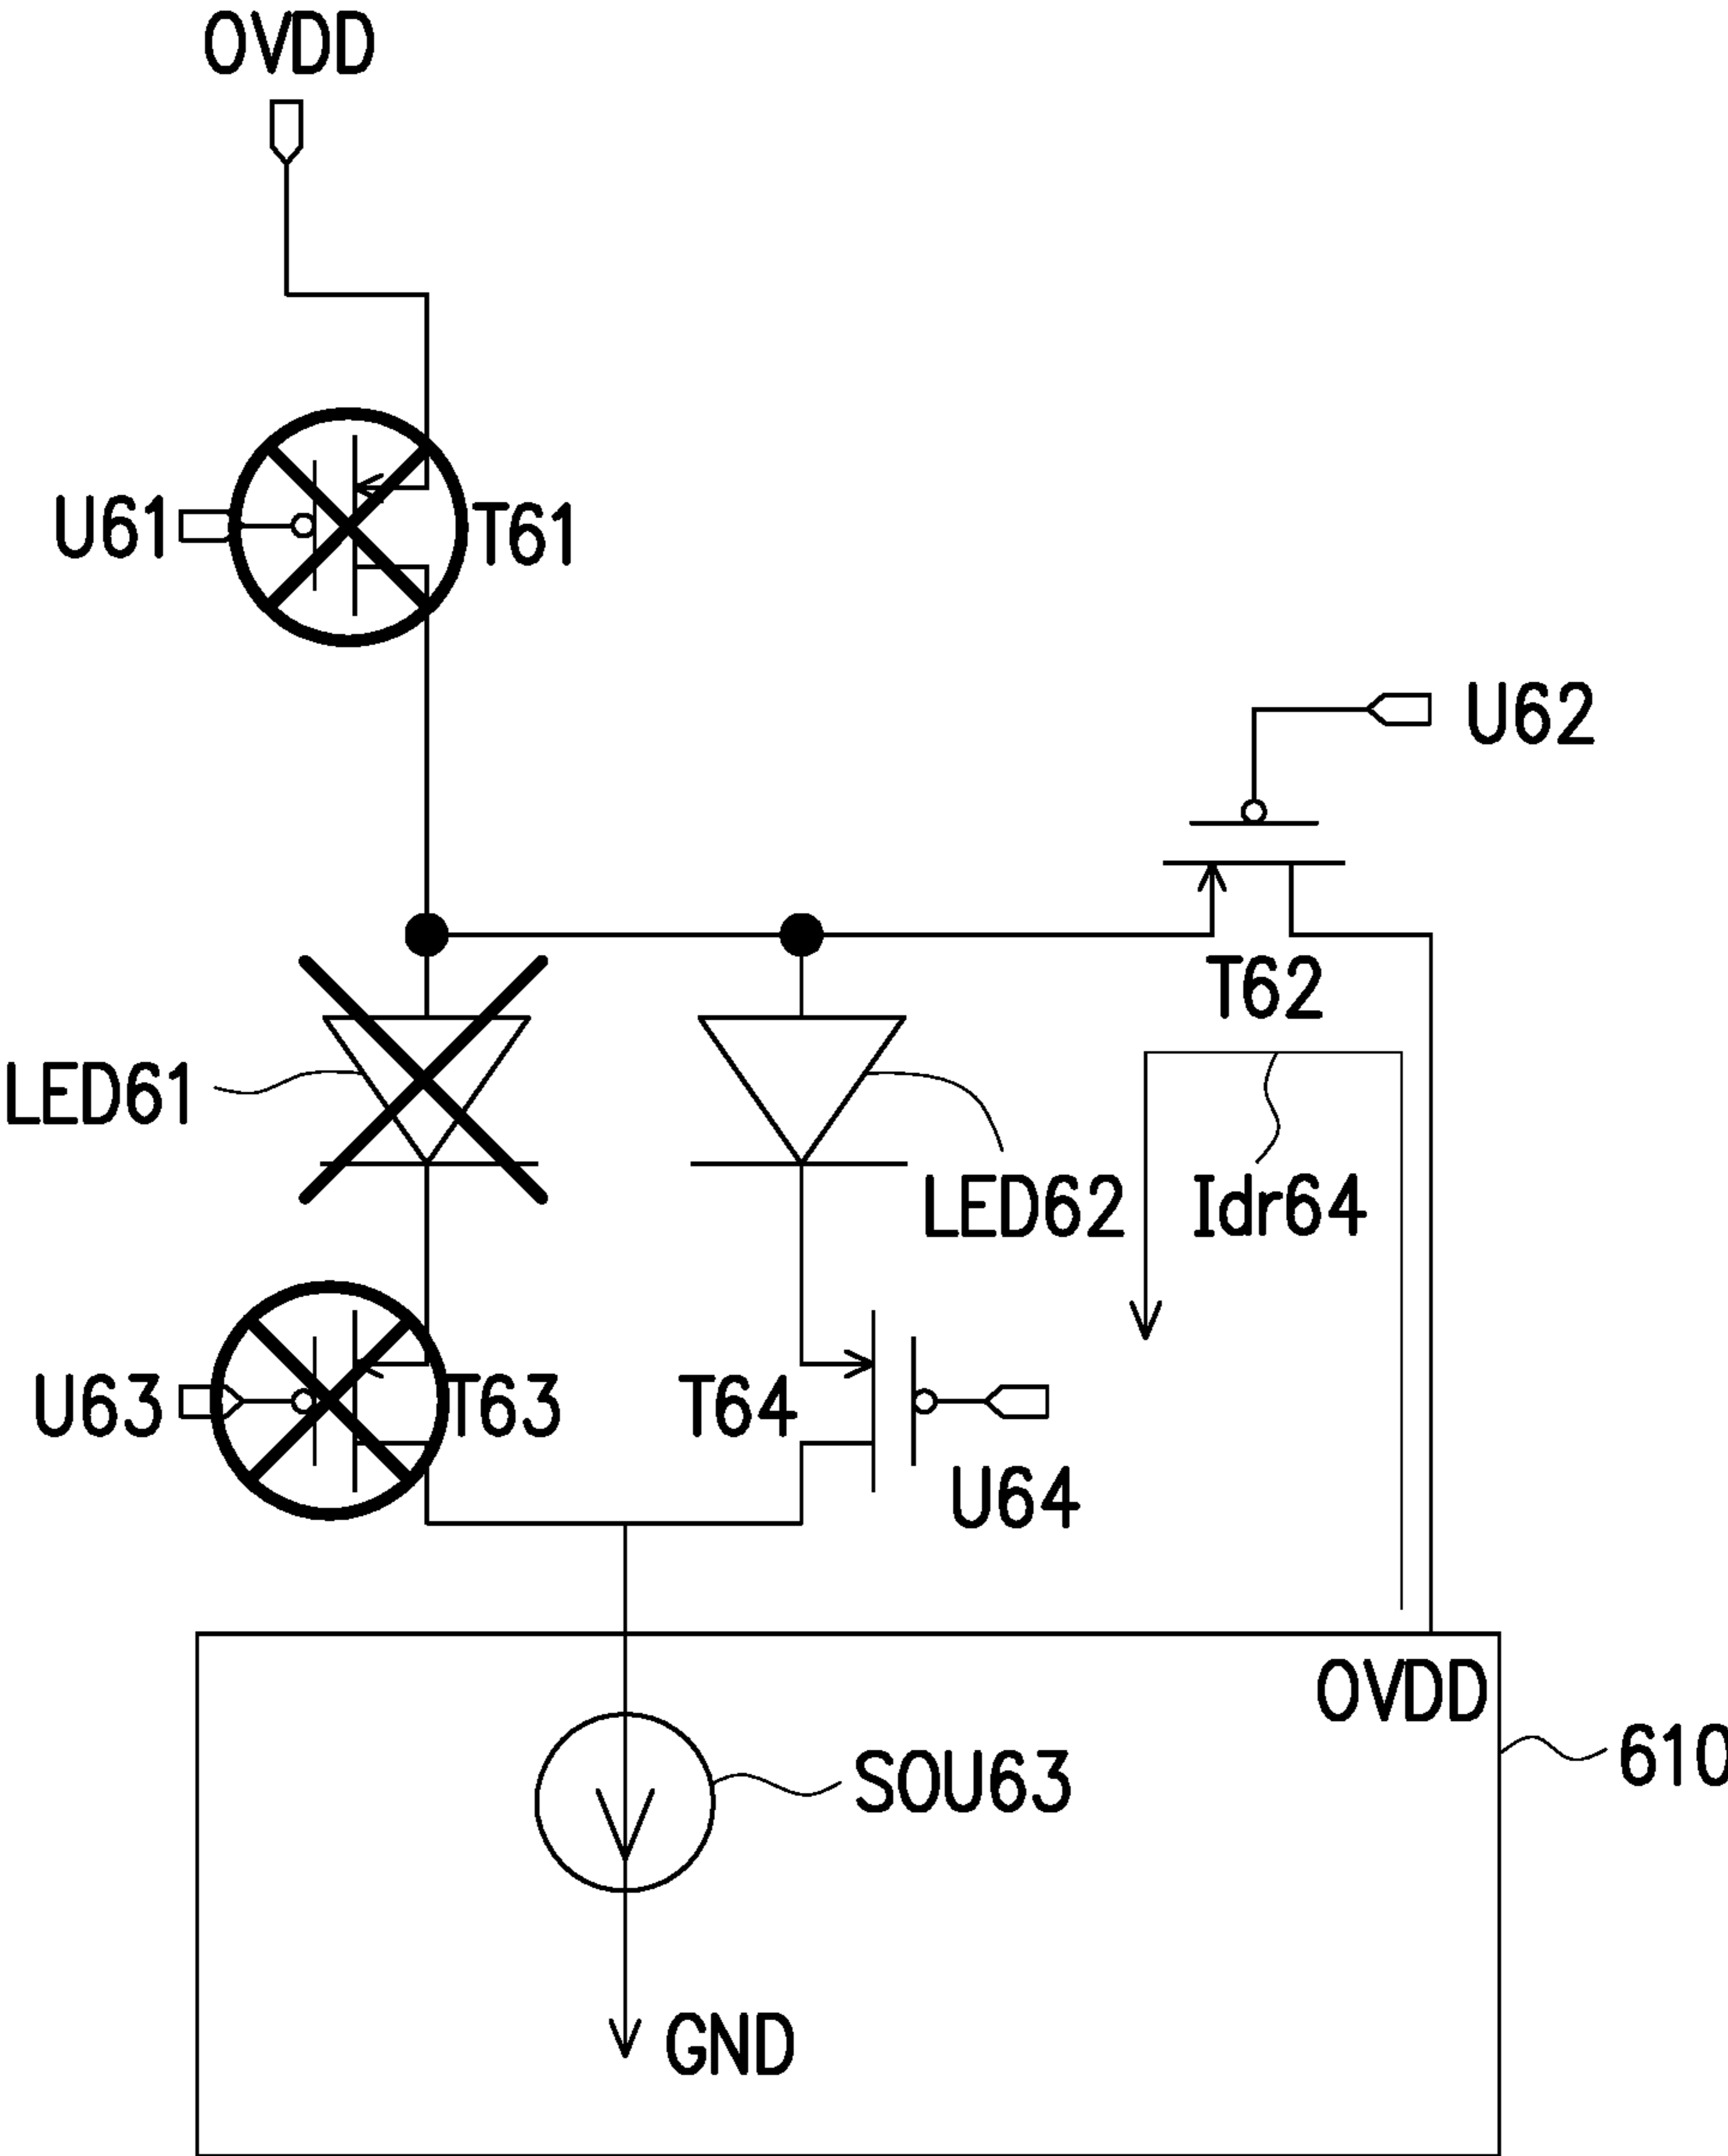 OVDD
U61
T61
U62
T62
LED61
LED62
Idr64
U63
T63
T64
U64
OVDD
610
SOU63
GND